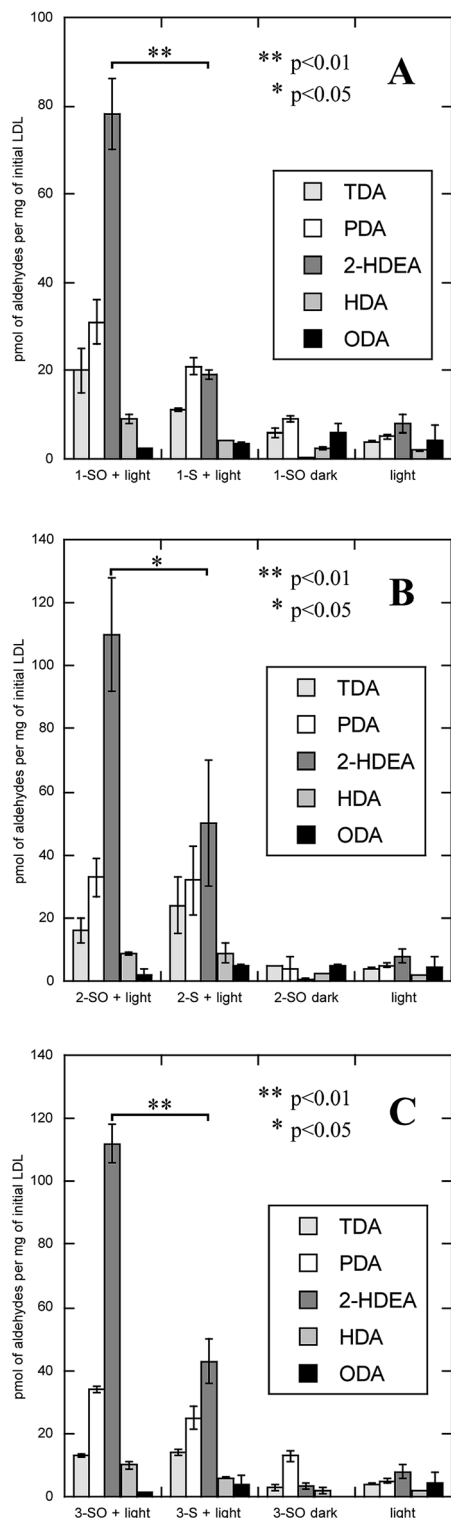 100
** ** p<0.01 A
* p<0.05
80
TDA
PDA
60
2-HDEA
HDA
40
ODA
20
0
pmol of aldehydes per mg of initial LDL
1-SO + light 1-S + light 1-SO dark light
140
* ** p<0.01 B
* p<0.05
120
100
TDA
PDA
80
2-HDEA
HDA
60
ODA
40
20
0
pmol of aldehydes per mg of initial LDL
2-SO + light 2-S + light 2-SO dark light
140
** ** p<0.01 C
* p<0.05
120
100
TDA
PDA
80
2-HDEA
HDA
60
ODA
40
20
0
pmol of aldehydes per mg of initial LDL
3-SO + light 3-S + light 3-SO dark light